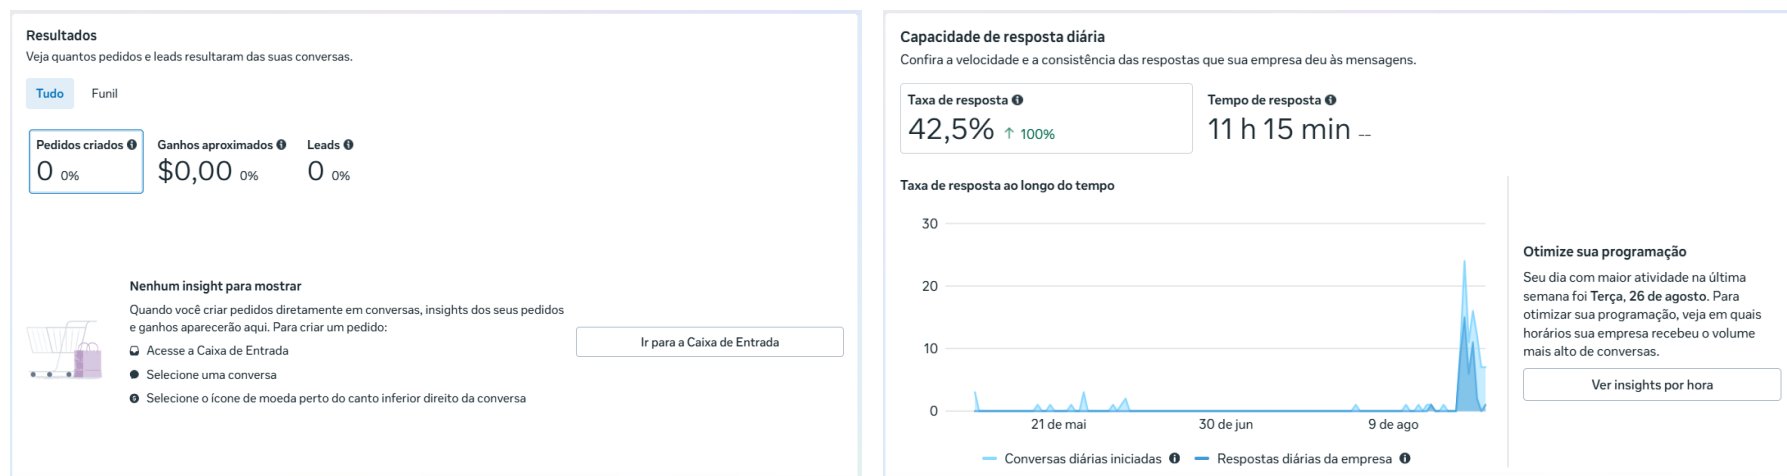 Resultados
Veja quantos pedidos e leads resultaram das suas conversas.
Tudo Funil
Pedidos criados Ganhos aproximados Leads
0 0% $0,00 0% 0 0%
Nenhum insight para mostrar
Quando você criar pedidos diretamente em conversas, insights dos seus pedidos
e ganhos aparecerão aqui. Para criar um pedido:
Acesse a Caixa de Entrada
Selecione uma conversa
Selecione o ícone de moeda perto do canto inferior direito da conversa
Ir para a Caixa de Entrada
Capacidade de resposta diária
Confira a velocidade e a consistência das respostas que sua empresa deu às mensagens.
Taxa de resposta Tempo de resposta
42,5% ↑ 100% 11 h 15 min --
Taxa de resposta ao longo do tempo
30
20
10
0
21 de mai 30 de jun 9 de ago
Conversas diárias iniciadas Respostas diárias da empresa
Otimize sua programação
Seu dia com maior atividade na última
semana foi Terça, 26 de agosto. Para
otimizar sua programação, veja em quais
horários sua empresa recebeu o volume
mais alto de conversas.
Ver insights por hora